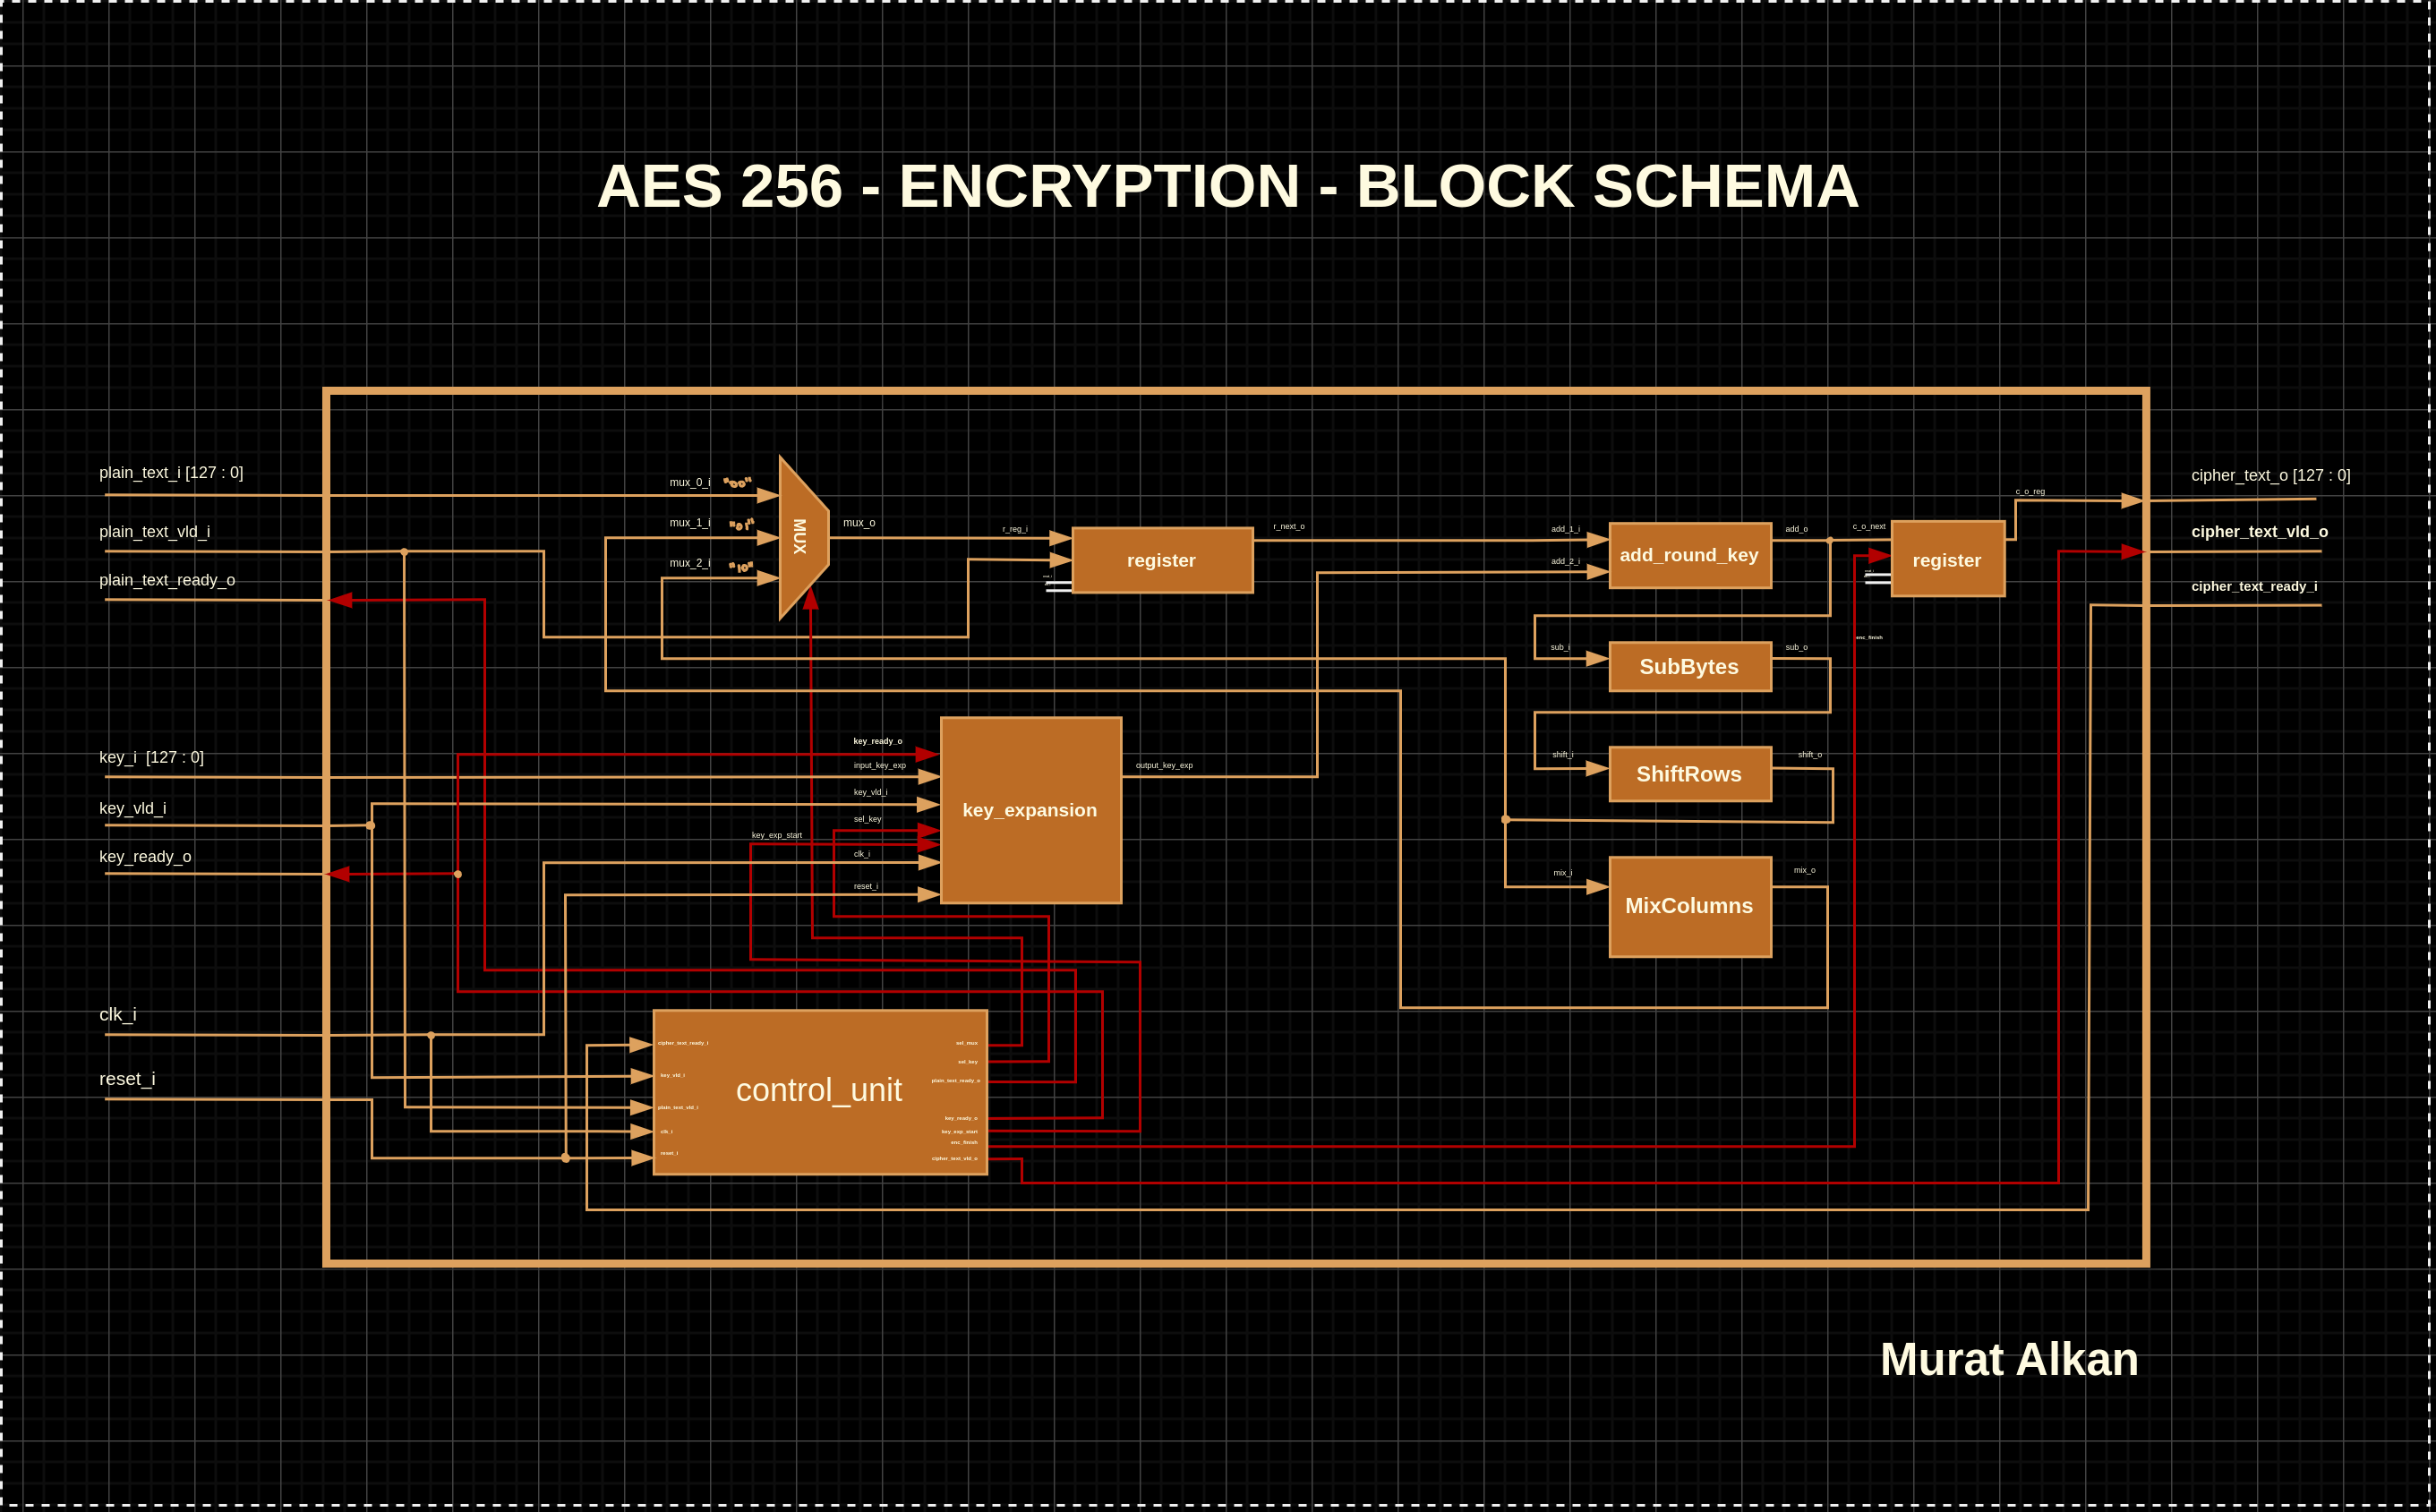 AES 256 - ENCRYPTION - BLOCK SCHEMA
plain_text_i [127 : 0]
plain_text_vld_i
plain_text_ready_o
key_i [127 : 0]
key_vld_i
key_ready_o
clk_i
reset_i
mux_0_i "00"
mux_1_i "01"
mux_2_i "10"
MUX
mux_o
r_reg_i
register
r_next_o
add_1_i
add_2_i
add_round_key
add_o
c_o_next
register
c_o_reg
enc_finish
sub_i
SubBytes
sub_o
shift_i
ShiftRows
shift_o
mix_i
MixColumns
mix_o
key_ready_o
input_key_exp
key_vld_i
sel_key
key_exp_start
clk_i
reset_i
key_expansion
output_key_exp
cipher_text_ready_i
key_vld_i
plain_text_vld_i
clk_i
reset_i
control_unit
sel_mux
sel_key
plain_text_ready_o
key_ready_o
key_exp_start
enc_finish
cipher_text_vld_o
cipher_text_o [127 : 0]
cipher_text_vld_o
cipher_text_ready_i
Murat Alkan